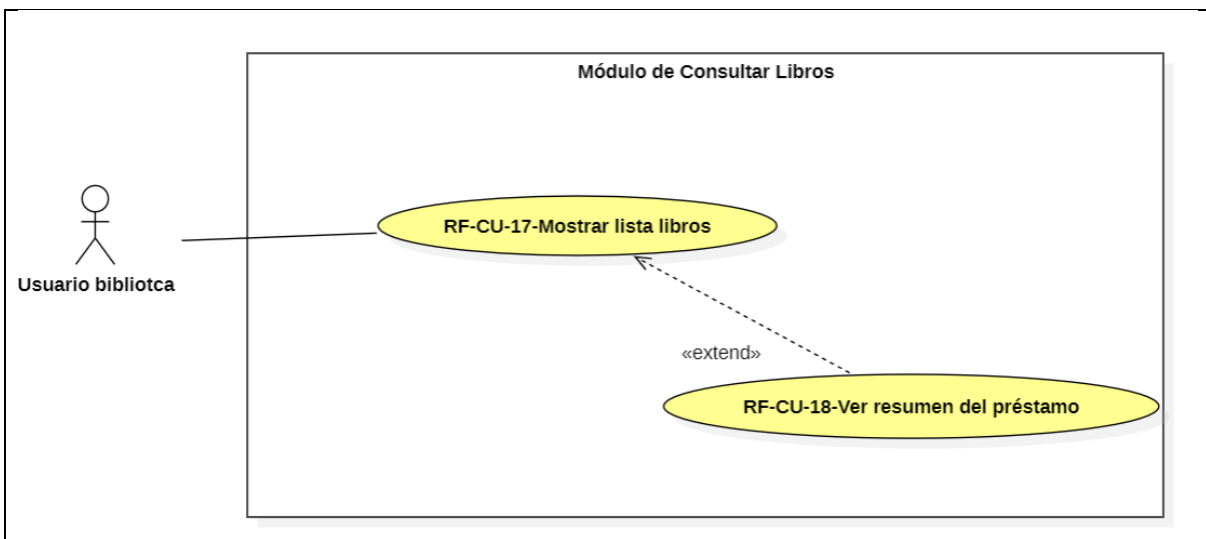 Módulo de Consultar Libros
RF-CU-17-Mostrar lista libros
Usuario bibliotca
«extend»
RF-CU-18-Ver resumen del préstamo